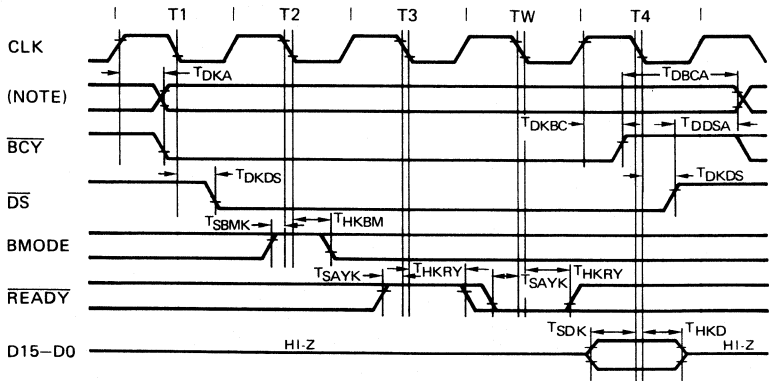 T1 T2 T3 TW T4
CLK
TDKA TDBCA
(NOTE)
TDKBC TDDSA
BCY
TDKDS TDKDS
DS
TSBMK THKBM
BMODE
TSAYK THKRY TSAYK THKRY
READY
TSDK THKD
D15–D0 HI-Z HI-Z